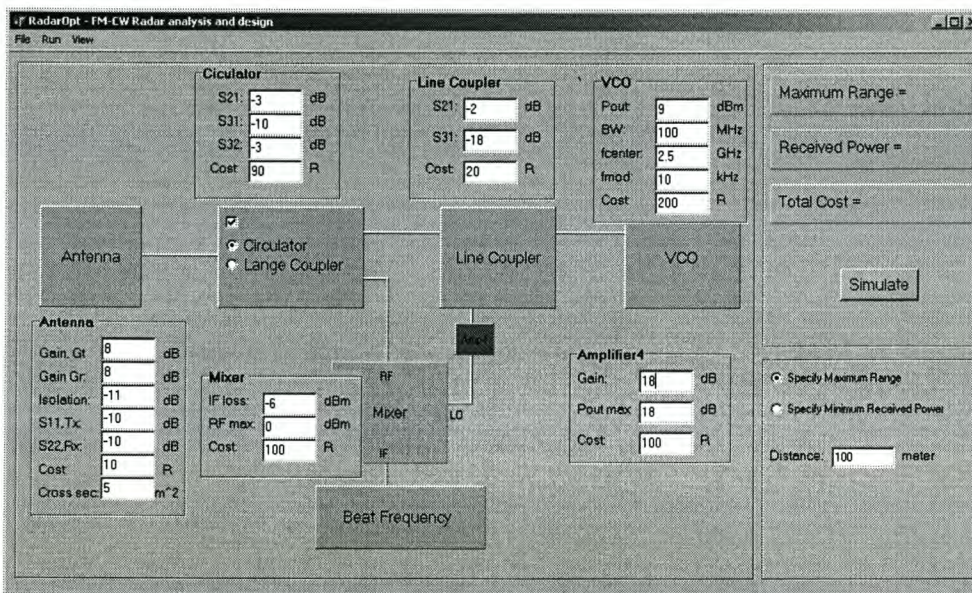 RadarOpt - FM-CW Radar analysis and design
File Run View
Ciculator
S21: -3 dB
S31: -10 dB
S32: -3 dB
Cost: 90 R
Line Coupler
S21: -2 dB
S31: -18 dB
Cost: 20 R
VCO
Pout: 9 dBm
BW: 100 MHz
fcenter: 2.5 GHz
fmod: 10 kHz
Cost: 200 R
Maximum Range =
Received Power =
Total Cost =
Simulate
Antenna
Circulator
Lange Coupler
Line Coupler
VCO
Antenna
Gain, Gt: 8 dB
Gain Gr: 8 dB
Isolation: -11 dB
S11,Tx: -10 dB
S22,Rx: -10 dB
Cost: 10 R
Cross sec: 5 m^2
Mixer
IF loss: -6 dBm
RF max: 0 dBm
Cost: 100 R
RF
Mixer
LO
IF
Beat Frequency
Amplifier4
Gain: 18 dB
Pout max: 18 dB
Cost: 100 R
Specify Maximum Range
Specify Minimum Received Power
Distance: 100 meter